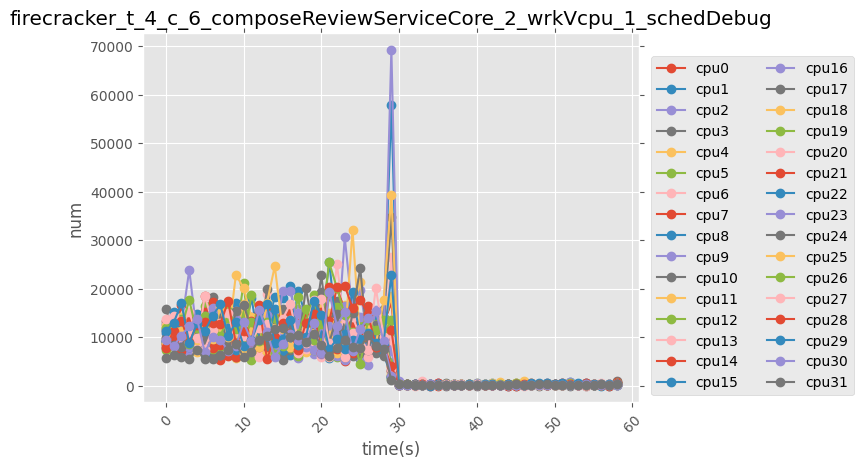 firecracker_t_4_c_6_composeReviewServiceCore_2_wrkVcpu_1_schedDebug
70000
60000
50000
40000
30000
20000
10000
0
num
0
10
20
30
40
50
60
time(s)
cpu0
cpu1
cpu2
cpu3
cpu4
cpu5
cpu6
cpu7
cpu8
cpu9
cpu10
cpu11
cpu12
cpu13
cpu14
cpu15
cpu16
cpu17
cpu18
cpu19
cpu20
cpu21
cpu22
cpu23
cpu24
cpu25
cpu26
cpu27
cpu28
cpu29
cpu30
cpu31